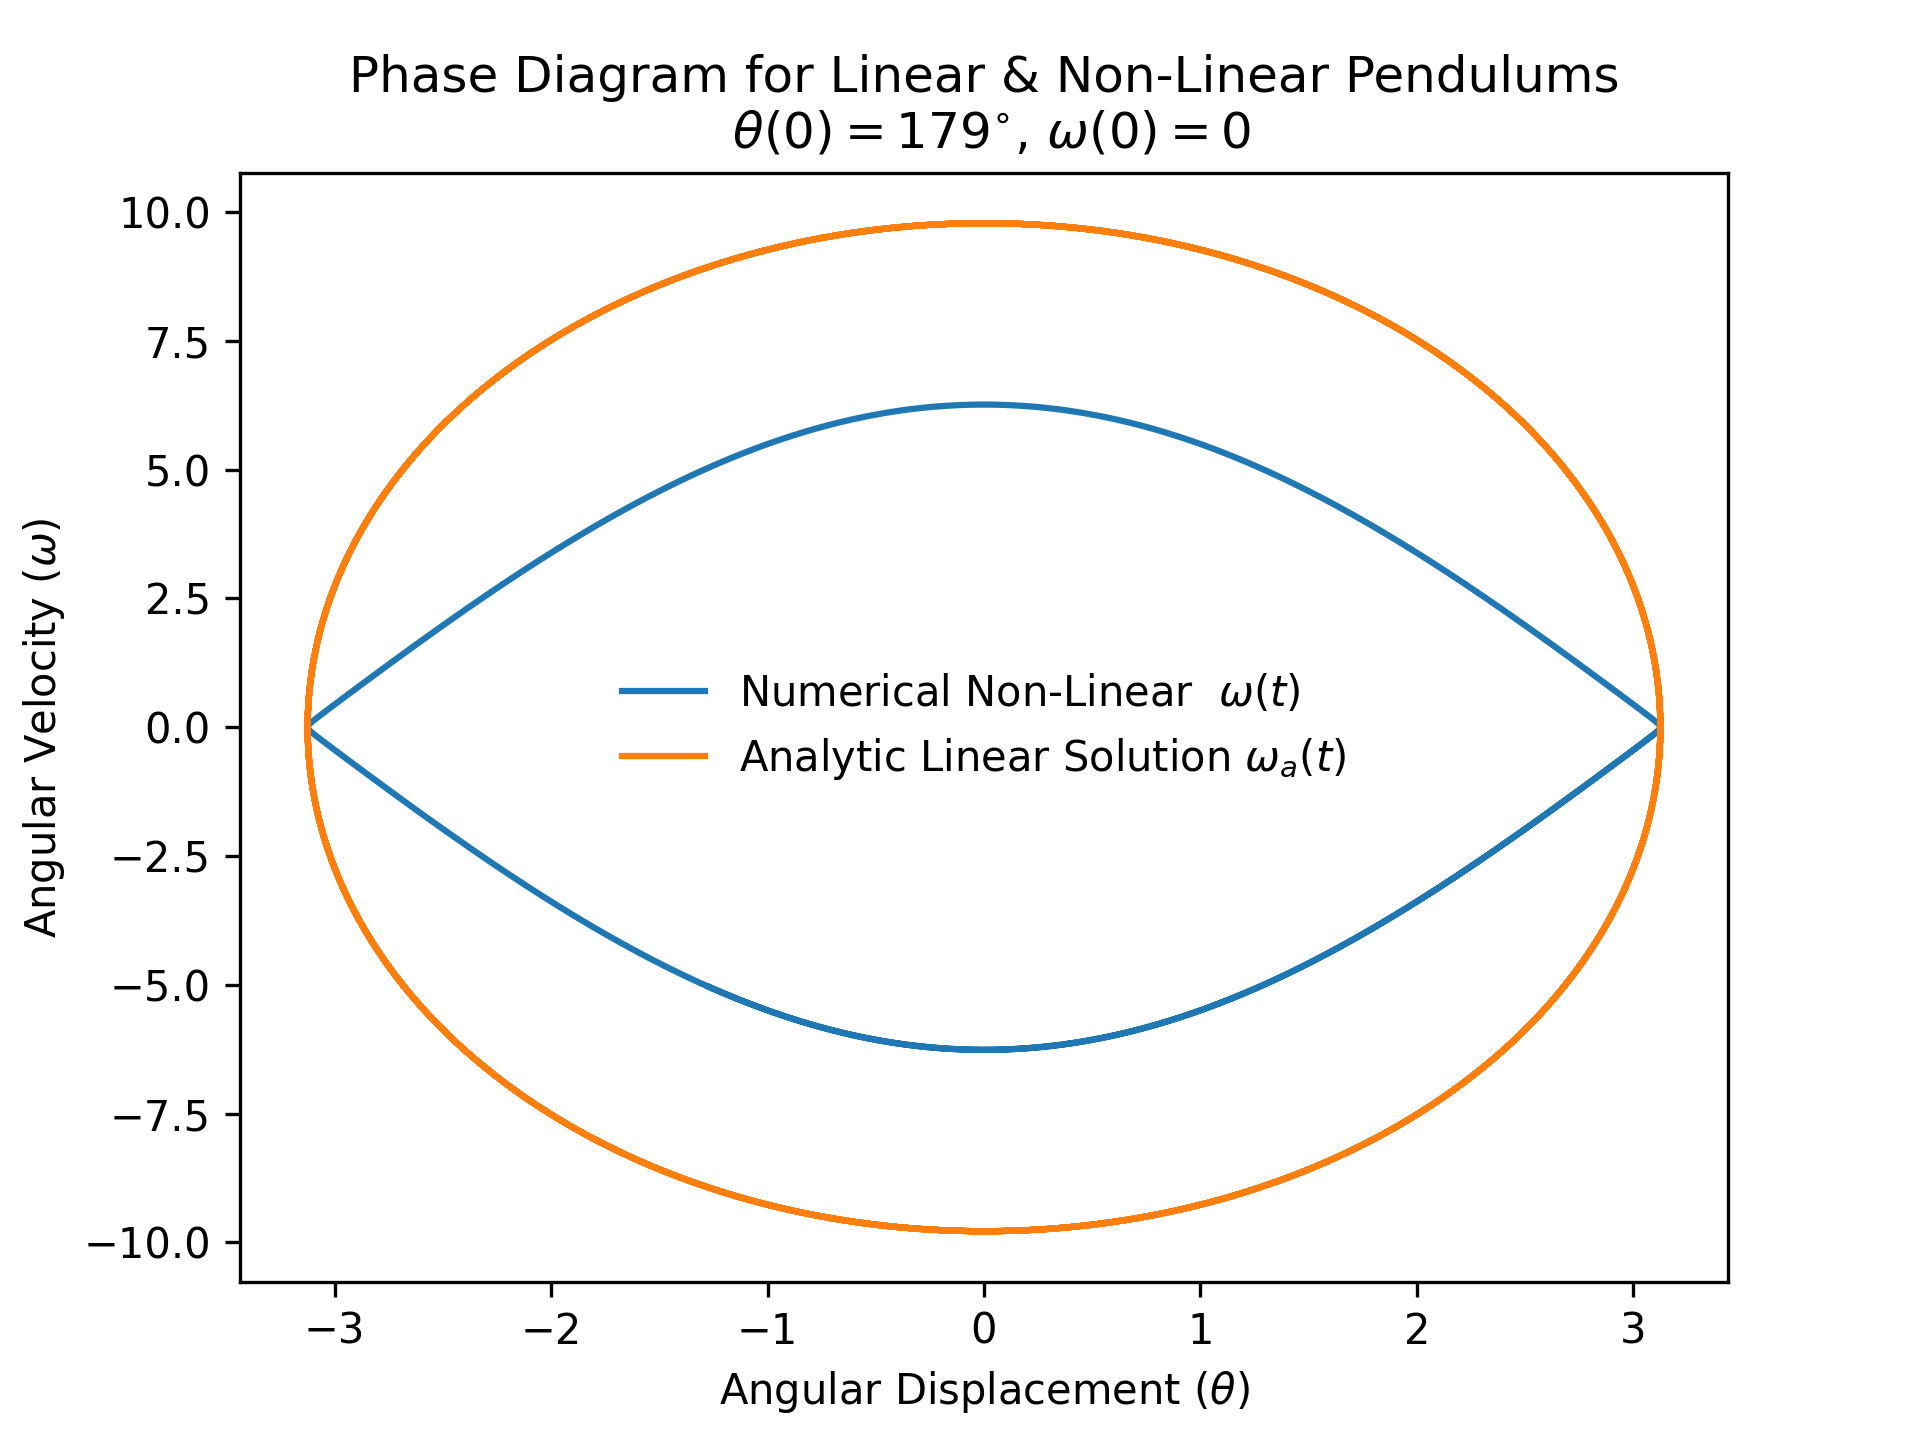 Phase Diagram for Linear & Non-Linear Pendulums
θ(0) = 179°, ω(0) = 0
10.0
7.5
5.0
2.5
0.0
−2.5
−5.0
−7.5
−10.0
Angular Velocity (ω)
Numerical Non-Linear ω(t)
Analytic Linear Solution ωₐ(t)
−3 −2 −1 0 1 2 3
Angular Displacement (θ)